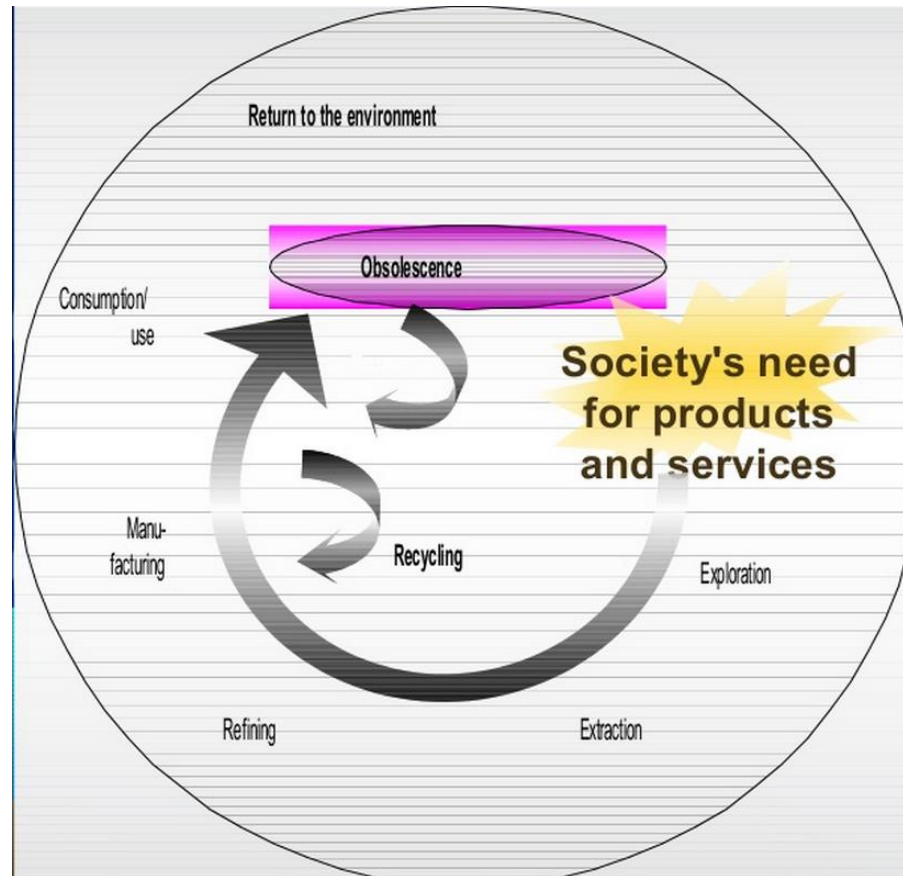 Return to the environment
Obsolescence
Consumption/
use
Society's need
for products
and services
Manu-
facturing
Recycling
Exploration
Refining
Extraction